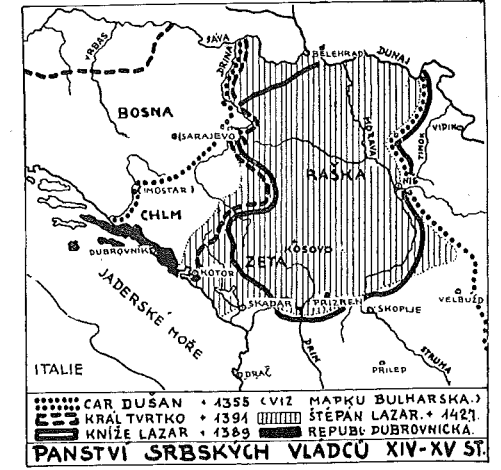 VRBAS
SÁVA
DRINA
BĚLEHRAD
DUNAJ
BOSNA
(SARAJEVO)
MORAVA
TIMOK
VIDIN
RAŠKA
NIŠ
(MOSTAR)
CHLM
DUBROVNÍK
KOSOVO
ZETA
KOTOR
VELBUŽD
JADERSKÉ MOŘE
SKADAR
PRIZREN
SKOPLJE
DRIM
STRUMA
ITALIE
DRAČ
PŘILEP
CAR DUŠAN + 1355 (VIZ MAPKU BULHARSKA.)
KRÁL TVRTKO + 1391 ŠTĚPÁN LAZAR. + 1427.
KNÍŽE LAZAR + 1389 REPUBL. DUBROVNICKÁ.
PANSTVÍ SRBSKÝCH VLÁDCŮ XIV-XV ST.